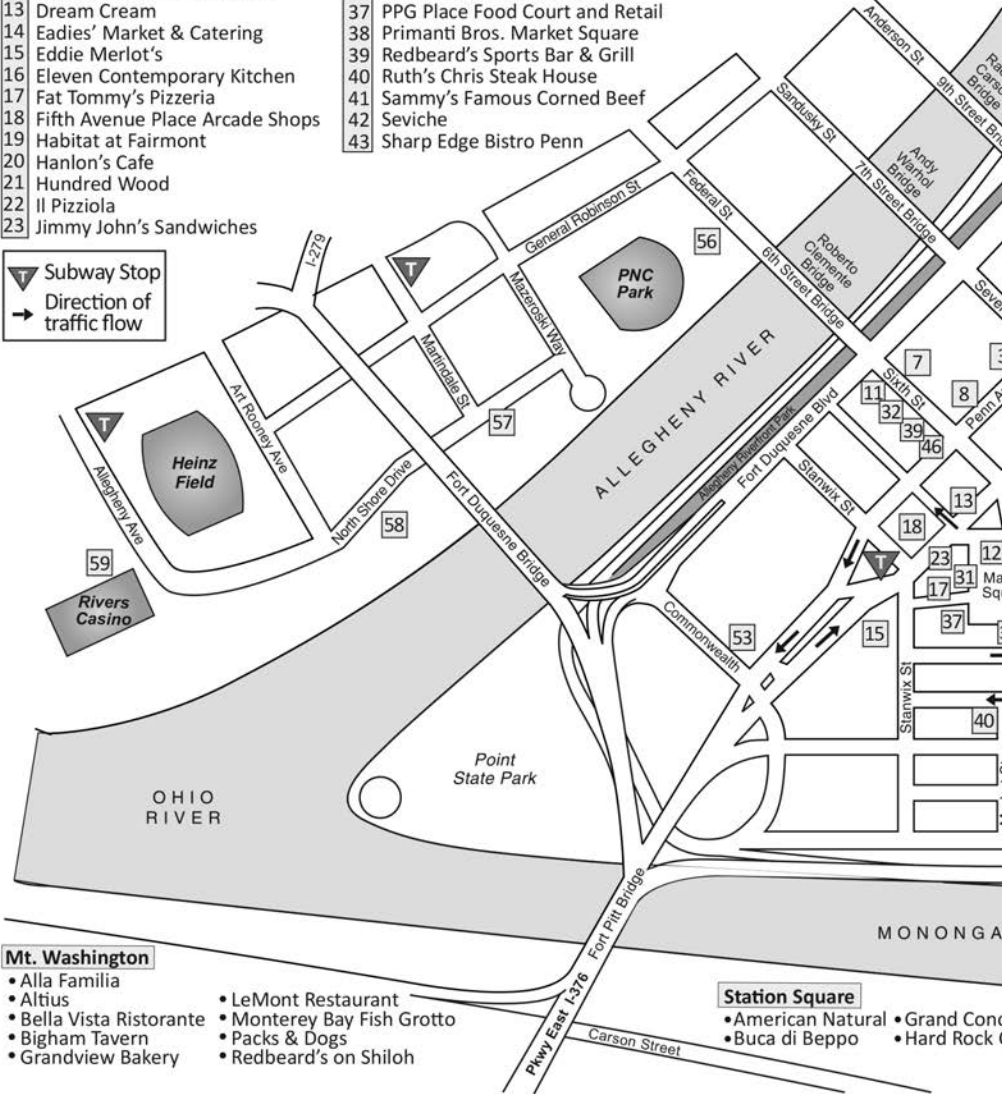 13 Dream Cream
14 Eadies' Market & Catering
15 Eddie Merlot's
16 Eleven Contemporary Kitchen
17 Fat Tommy's Pizzeria
18 Fifth Avenue Place Arcade Shops
19 Habitat at Fairmont
20 Hanlon's Cafe
21 Hundred Wood
22 Il Pizziola
23 Jimmy John's Sandwiches
37 PPG Place Food Court and Retail
38 Primanti Bros. Market Square
39 Redbeard's Sports Bar & Grill
40 Ruth's Chris Steak House
41 Sammy's Famous Corned Beef
42 Seviche
43 Sharp Edge Bistro Penn
T Subway Stop
Direction of
traffic flow
Anderson St
9th Street
Bridge
Sandusky St
7th Street Bridge
Andy
Warhol
Bridge
Federal St
6th Street Bridge
Roberto
Clemente
Bridge
General Robinson St
I-279
T
Mazeroski Way
PNC
Park
56
Martindale St
57
Art Rooney Ave
T
Heinz
Field
Allegheny Ave
North Shore Drive
58
59
Rivers
Casino
Fort Duquesne Bridge
ALLEGHENY RIVER
Allegheny Riverfront Park
Fort Duquesne Blvd
Sixth St
7
8
11
32
39
46
13
Stanwix St
18
T
12
23
31
17
37
15
53
Commonwealth
Stanwix St
40
Point
State Park
OHIO
RIVER
Fort Pitt Bridge
Pkwy East I-376
Carson Street
MONONGA
Mt. Washington
• Alla Familia
• Altius
• Bella Vista Ristorante
• Bigham Tavern
• Grandview Bakery
• LeMont Restaurant
• Monterey Bay Fish Grotto
• Packs & Dogs
• Redbeard's on Shiloh
Station Square
• American Natural
• Buca di Beppo
• Grand Conc
• Hard Rock